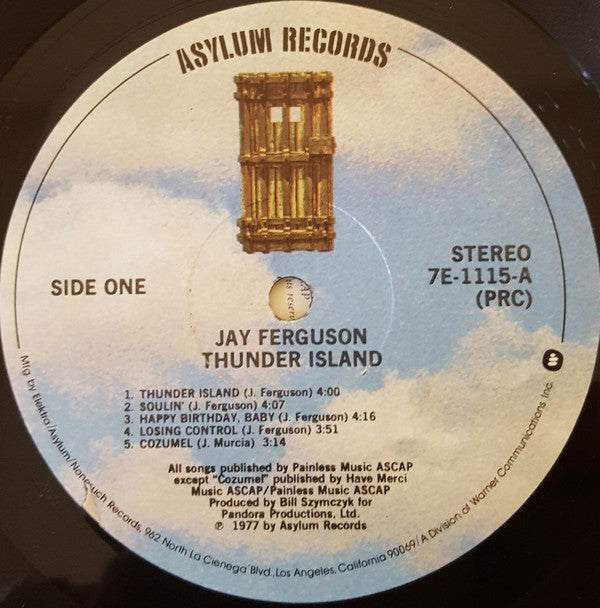 ASYLUM RECORDS
SIDE ONE
STEREO
7E-1115-A
(PRC)
JAY FERGUSON
THUNDER ISLAND
1. THUNDER ISLAND (J. Ferguson) 4:00
2. SOULIN' (J. Ferguson) 4:07
3. HAPPY BIRTHDAY, BABY (J. Ferguson) 4:16
4. LOSING CONTROL (J. Ferguson) 3:51
5. COZUMEL (J. Murcia) 3:14
All songs published by Painless Music ASCAP
except "Cozumel" published by Have Merci
Music ASCAP/Painless Music ASCAP
Produced by Bill Szymczyk for
Pandora Productions, Ltd.
℗ 1977 by Asylum Records
Mfg. by Elektra/Asylum/Nonesuch Records, 962 North La Cienega Blvd., Los Angeles, California 90069/A Division of Warner Communications Inc.